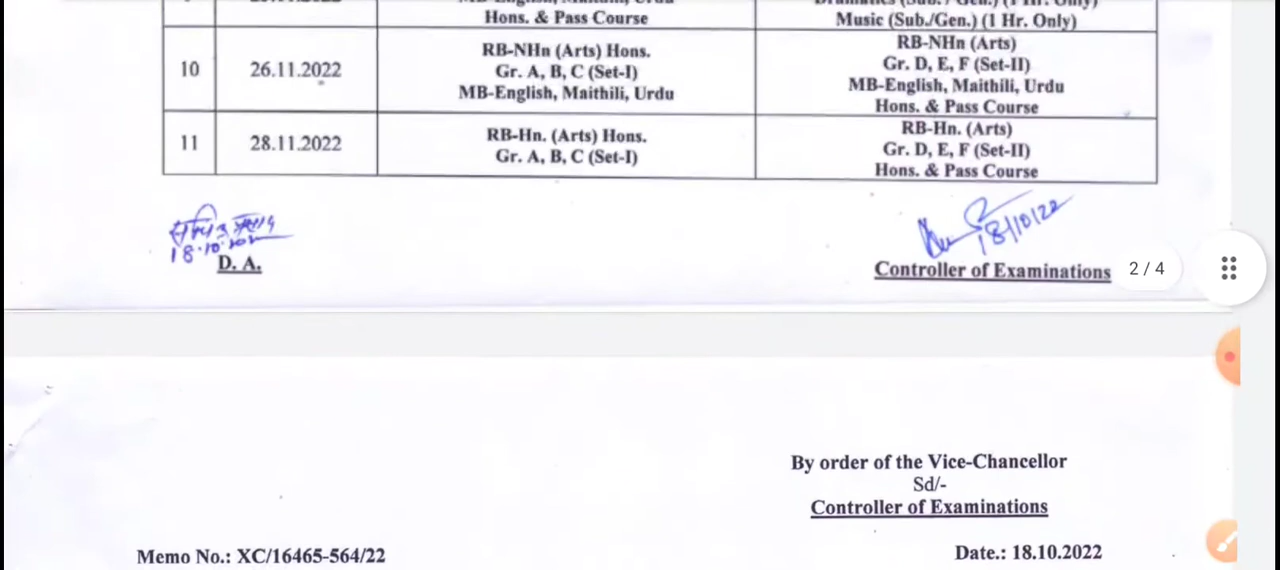 Hons. & Pass Course
Music (Sub./Gen.) (1 Hr. Only)
10
26.11.2022
RB-NHn (Arts) Hons.
Gr. A, B, C (Set-I)
MB-English, Maithili, Urdu
RB-NHn (Arts)
Gr. D, E, F (Set-II)
MB-English, Maithili, Urdu
Hons. & Pass Course
11
28.11.2022
RB-Hn. (Arts) Hons.
Gr. A, B, C (Set-I)
RB-Hn. (Arts)
Gr. D, E, F (Set-II)
Hons. & Pass Course
D. A.
18/10/22
Controller of Examinations
2 / 4
By order of the Vice-Chancellor
Sd/-
Controller of Examinations
Memo No.: XC/16465-564/22
Date.: 18.10.2022